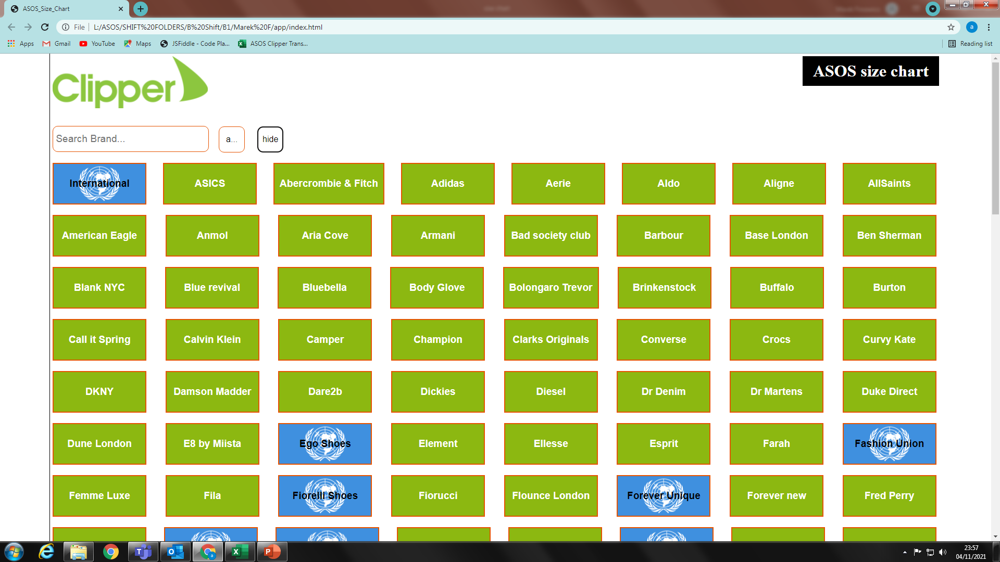 ASOS_Size_Chart
File
L:/ASOS/SHIFT%20FOLDERS/B%20Shift/B1/Marek%20F/app/index.html
a
Apps Gmail YouTube Maps JSFiddle - Code Pla... ASOS Clipper Trans... Reading list
Clipper
ASOS size chart
Search Brand... a... hide
International ASICS Abercrombie & Fitch Adidas Aerie Aldo Aligne AllSaints
American Eagle Anmol Aria Cove Armani Bad society club Barbour Base London Ben Sherman
Blank NYC Blue revival Bluebella Body Glove Bolongaro Trevor Brinkenstock Buffalo Burton
Call it Spring Calvin Klein Camper Champion Clarks Originals Converse Crocs Curvy Kate
DKNY Damson Madder Dare2b Dickies Diesel Dr Denim Dr Martens Duke Direct
Dune London E8 by Miista Ego Shoes Element Ellesse Esprit Farah Fashion Union
Femme Luxe Fila Fiorelli Shoes Fiorucci Flounce London Forever Unique Forever new Fred Perry
23:57
04/11/2021